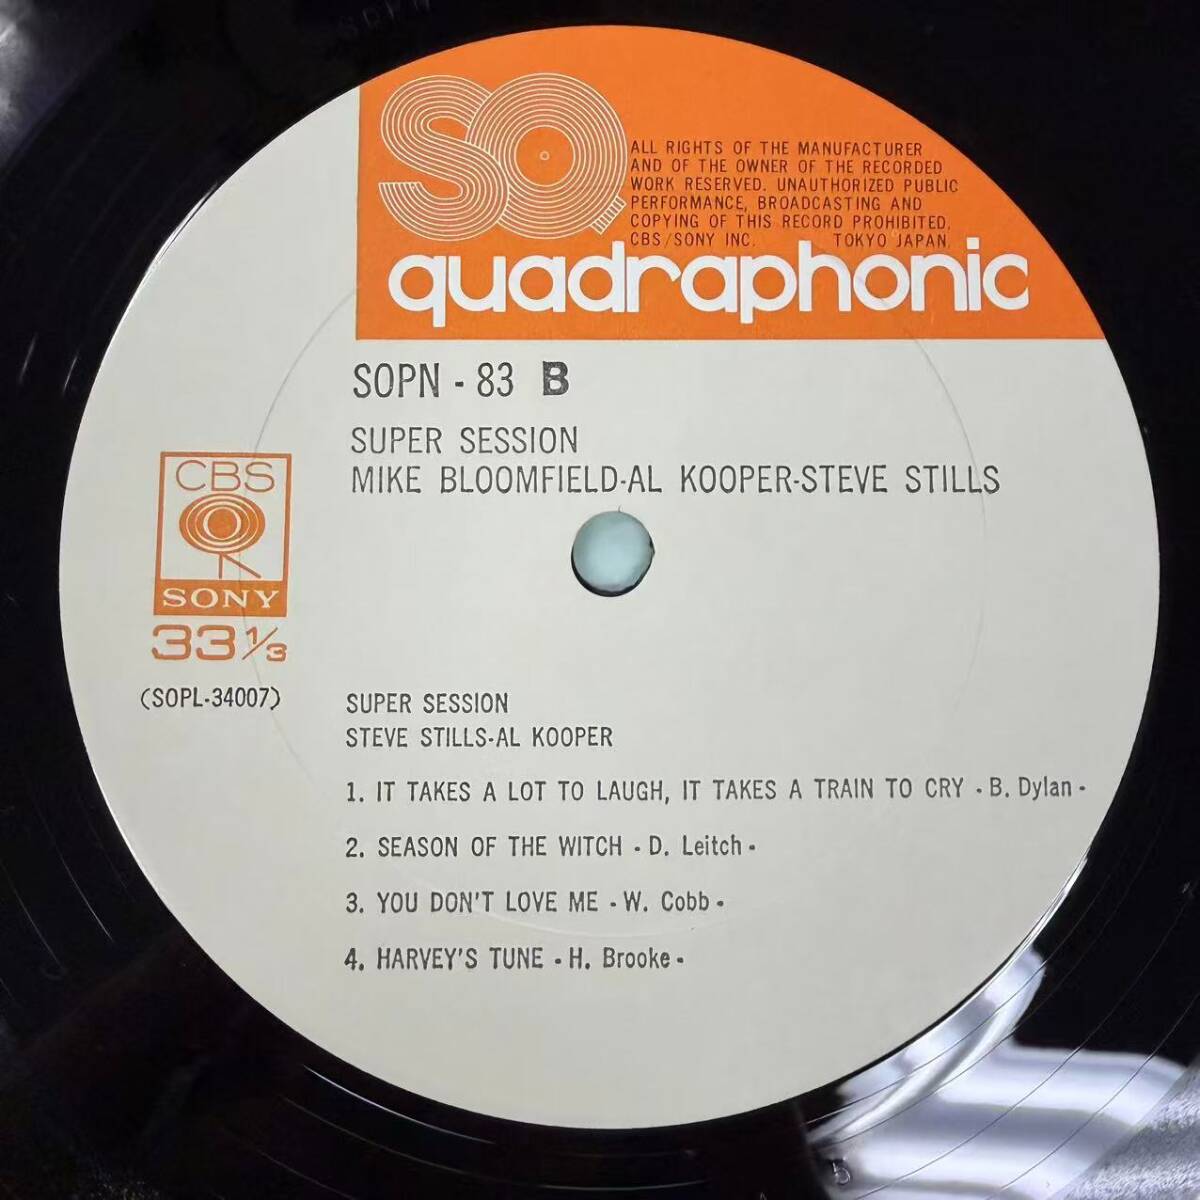 SQ
ALL RIGHTS OF THE MANUFACTURER
AND OF THE OWNER OF THE RECORDED
WORK RESERVED. UNAUTHORIZED PUBLIC
PERFORMANCE, BROADCASTING AND
COPYING OF THIS RECORD PROHIBITED.
CBS/SONY INC. TOKYO JAPAN.
quadraphonic
SOPN - 83 B
SUPER SESSION
MIKE BLOOMFIELD-AL KOOPER-STEVE STILLS
CBS
SONY
33 1/3
(SOPL-34007)
SUPER SESSION
STEVE STILLS-AL KOOPER
1. IT TAKES A LOT TO LAUGH, IT TAKES A TRAIN TO CRY - B. Dylan -
2. SEASON OF THE WITCH - D. Leitch -
3. YOU DON'T LOVE ME - W. Cobb -
4. HARVEY'S TUNE - H. Brooke -
5